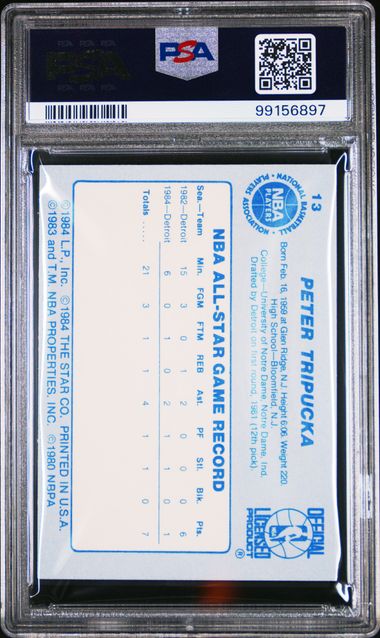 PSA
PSA
99156897
13
NATIONAL BASKETBALL PLAYERS ASSOCIATION
NBA
PLAYERS
PETER TRIPUCKA
Born Feb. 16, 1959 at Glen Ridge, N.J. Height 6:06. Weight 220.
High School—Bloomfield, N.J.
College—University of Notre Dame, Notre Dame, Ind.
Drafted by Detroit on first round, 1981 (12th pick).
OFFICIAL
NBA
LICENSED
PRODUCT
®
NBA ALL-STAR GAME RECORD
Sea.—Team Min. FGM FTM REB Ast. PF Stl. Blk. Pts.
1982—Detroit 15 3 0 1 2 0 0 0 6
1984—Detroit 6 0 1 0 2 1 1 0 1
Totals ..... 21 3 1 1 4 1 1 0 7
©1984 L.P., Inc. ©1984 THE STAR CO. PRINTED IN U.S.A.
©1983 and T.M. NBA PROPERTIES, INC. ©1980 NBPA